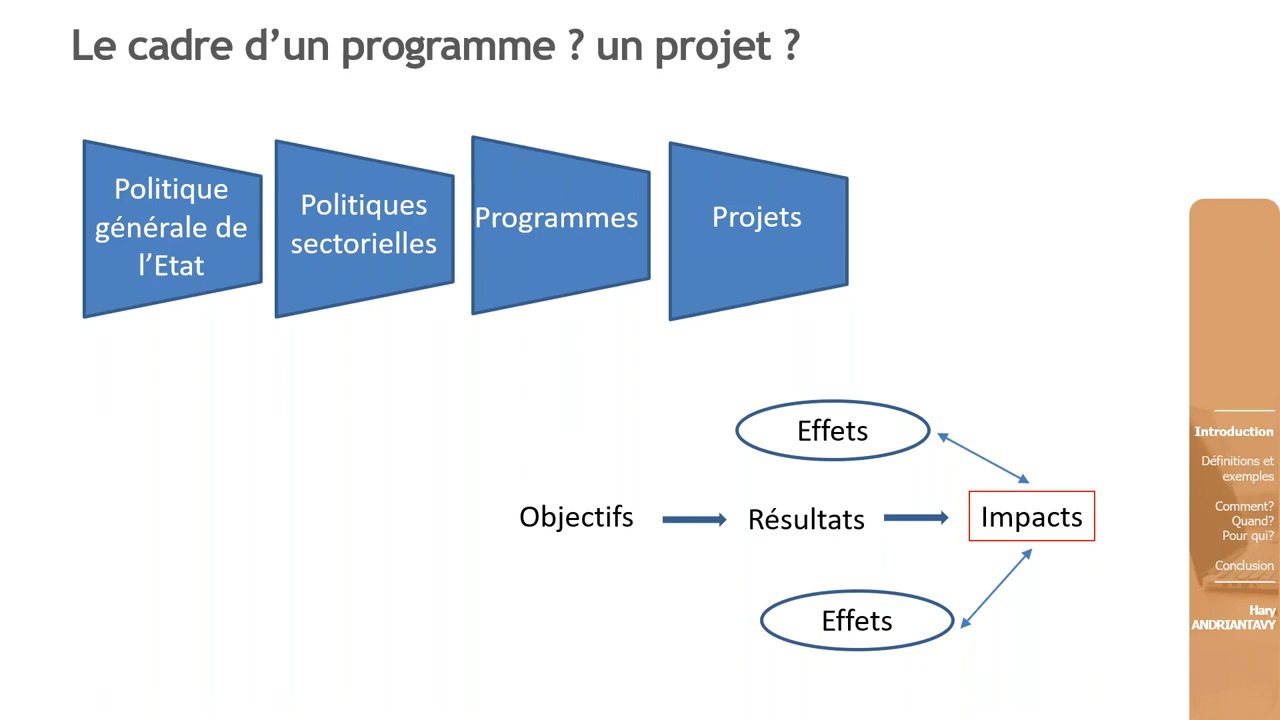 Le cadre d’un programme ? un projet ?
Politique
générale de
l’Etat
Politiques
sectorielles
Programmes
Projets
Effets
Objectifs
Résultats
Impacts
Effets
Introduction
Définitions et
exemples
Comment?
Quand?
Pour qui?
Conclusion
Hary
ANDRIANTAVY